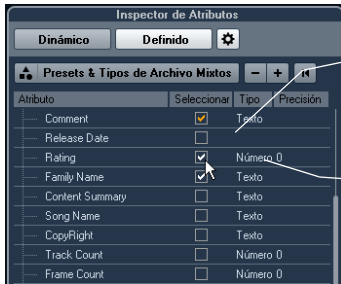 Inspector de Atributos
Dinámico Definido
Presets & Tipos de Archivo Mixtos
Atributo Seleccionar Tipo Precisión
Comment Texto
Release Date
Rating Número 0
Family Name Texto
Content Summary Texto
Song Name Texto
CopyRight Texto
Track Count Número 0
Frame Count Número 0